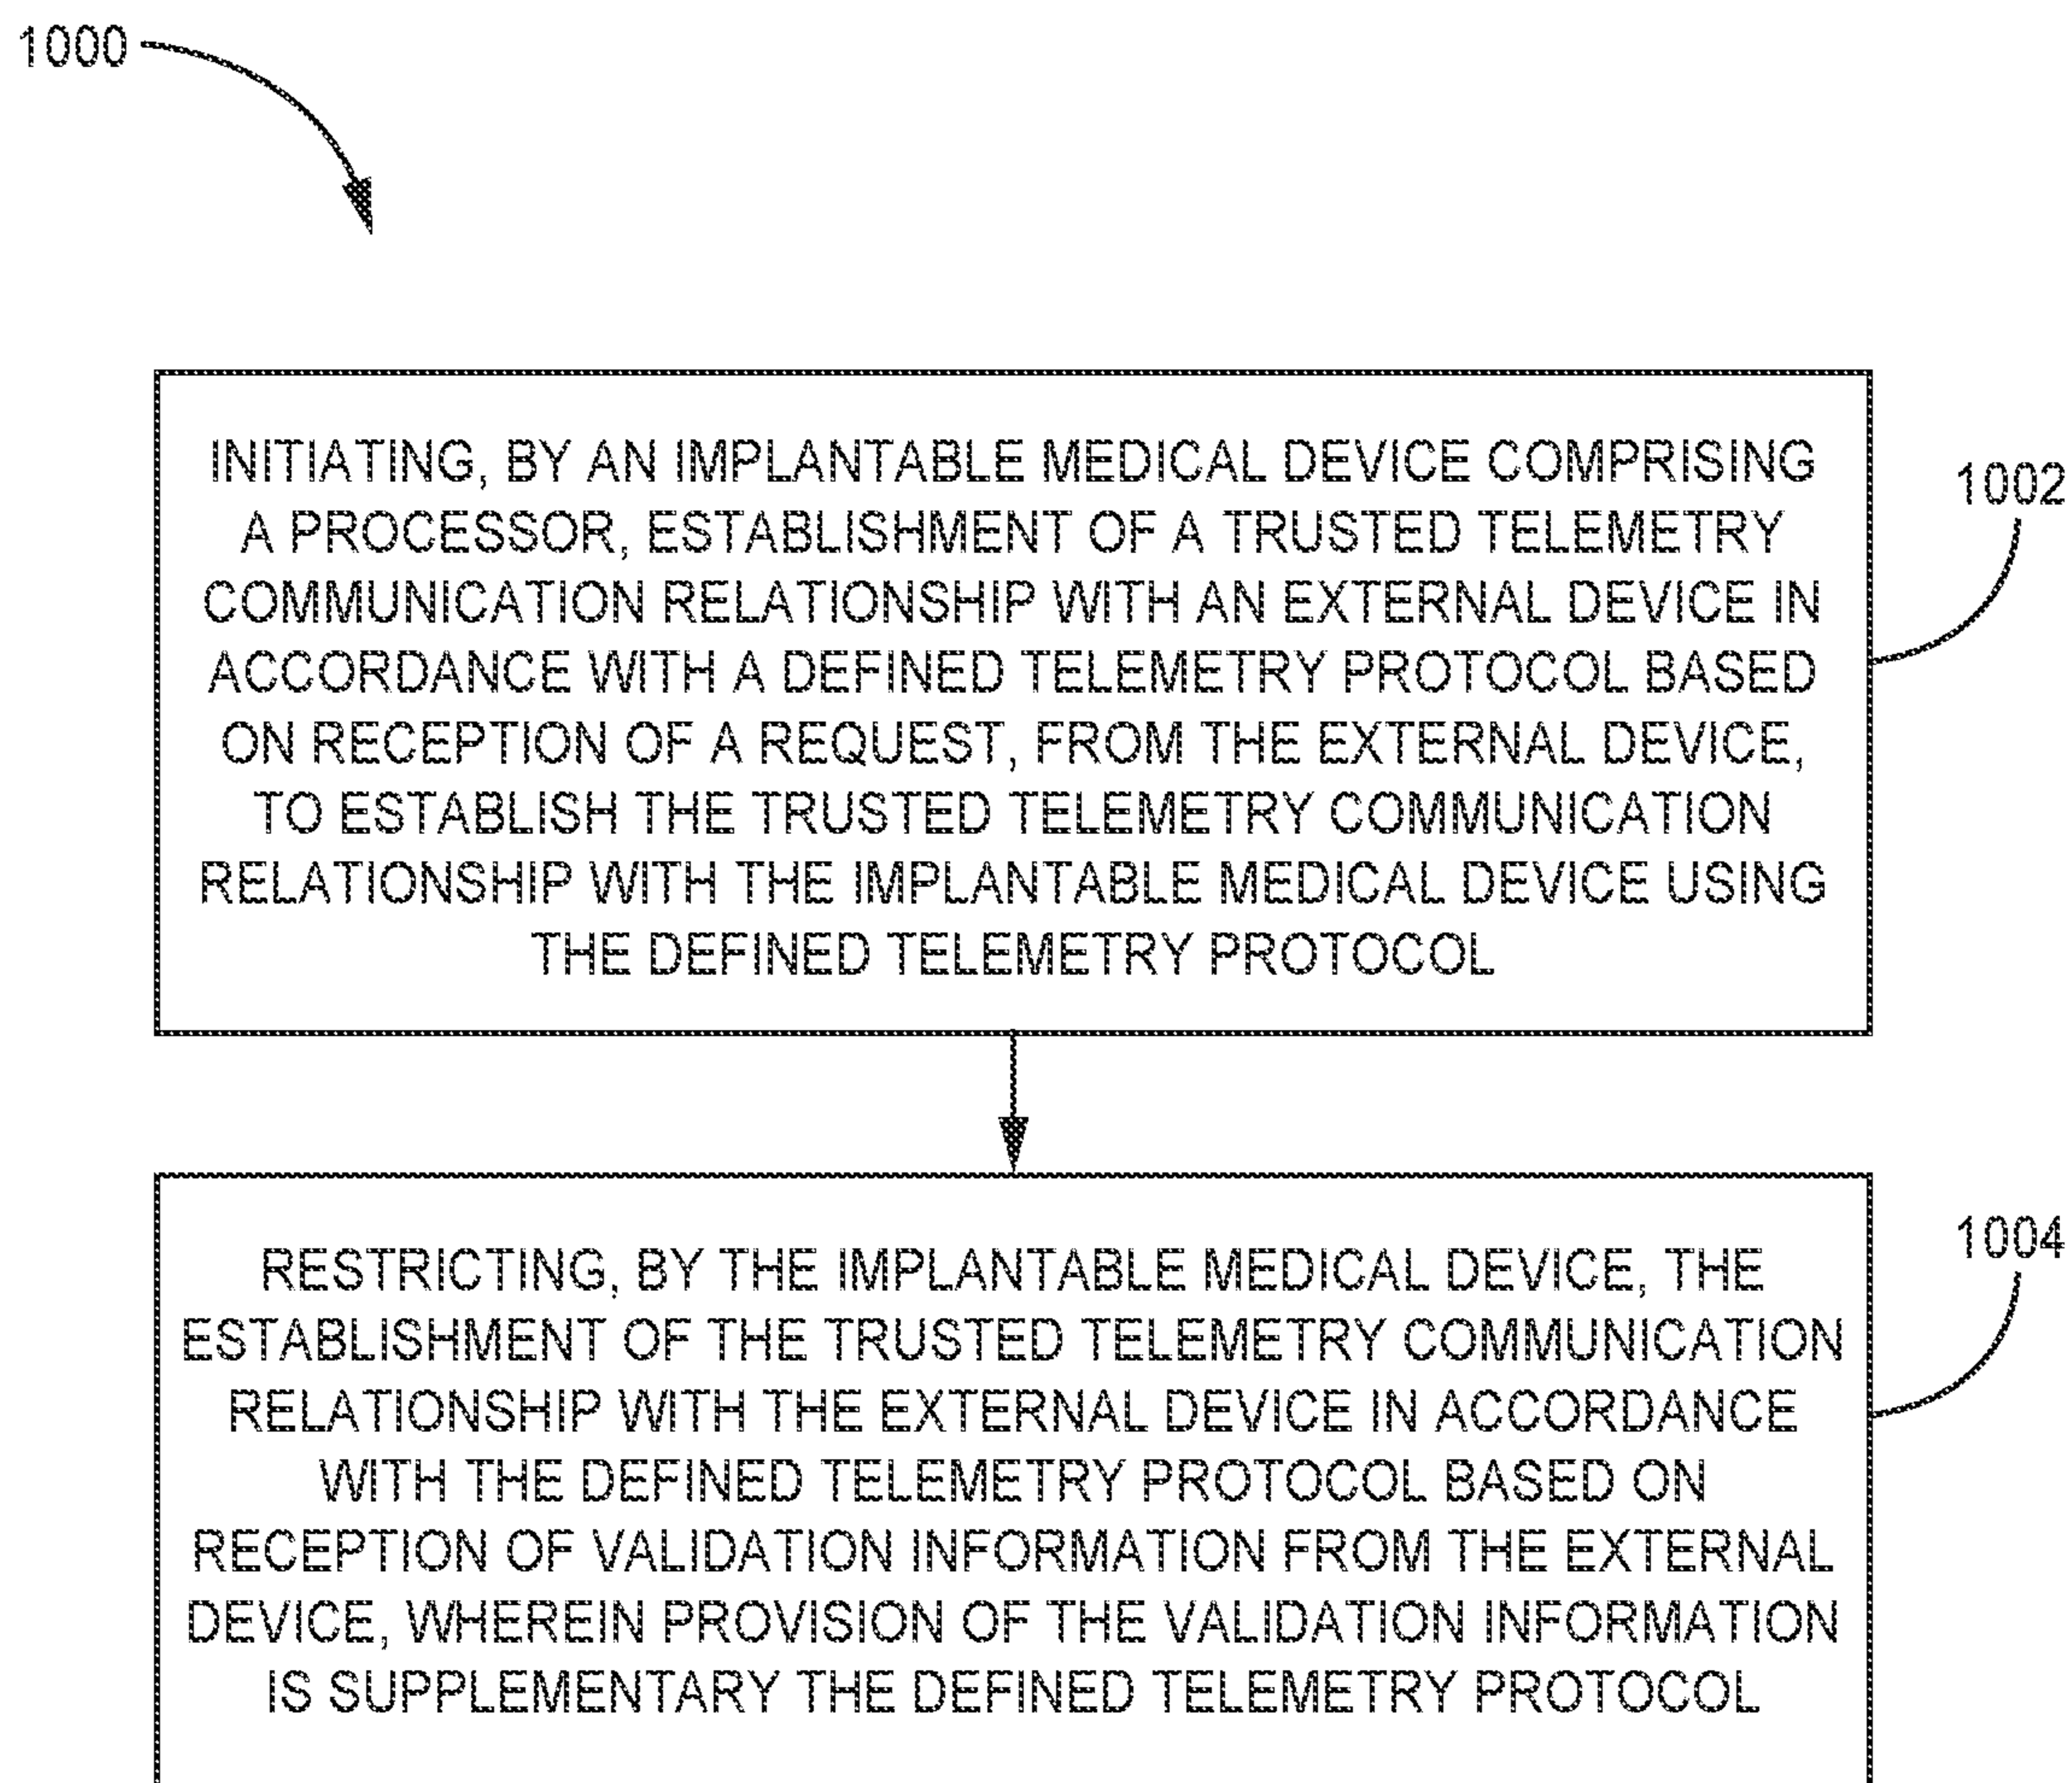 1000
INITIATING, BY AN IMPLANTABLE MEDICAL DEVICE COMPRISING
A PROCESSOR, ESTABLISHMENT OF A TRUSTED TELEMETRY
COMMUNICATION RELATIONSHIP WITH AN EXTERNAL DEVICE IN
ACCORDANCE WITH A DEFINED TELEMETRY PROTOCOL BASED
ON RECEPTION OF A REQUEST, FROM THE EXTERNAL DEVICE,
TO ESTABLISH THE TRUSTED TELEMETRY COMMUNICATION
RELATIONSHIP WITH THE IMPLANTABLE MEDICAL DEVICE USING
THE DEFINED TELEMETRY PROTOCOL
1002
RESTRICTING, BY THE IMPLANTABLE MEDICAL DEVICE, THE
ESTABLISHMENT OF THE TRUSTED TELEMETRY COMMUNICATION
RELATIONSHIP WITH THE EXTERNAL DEVICE IN ACCORDANCE
WITH THE DEFINED TELEMETRY PROTOCOL BASED ON
RECEPTION OF VALIDATION INFORMATION FROM THE EXTERNAL
DEVICE, WHEREIN PROVISION OF THE VALIDATION INFORMATION
IS SUPPLEMENTARY THE DEFINED TELEMETRY PROTOCOL
1004